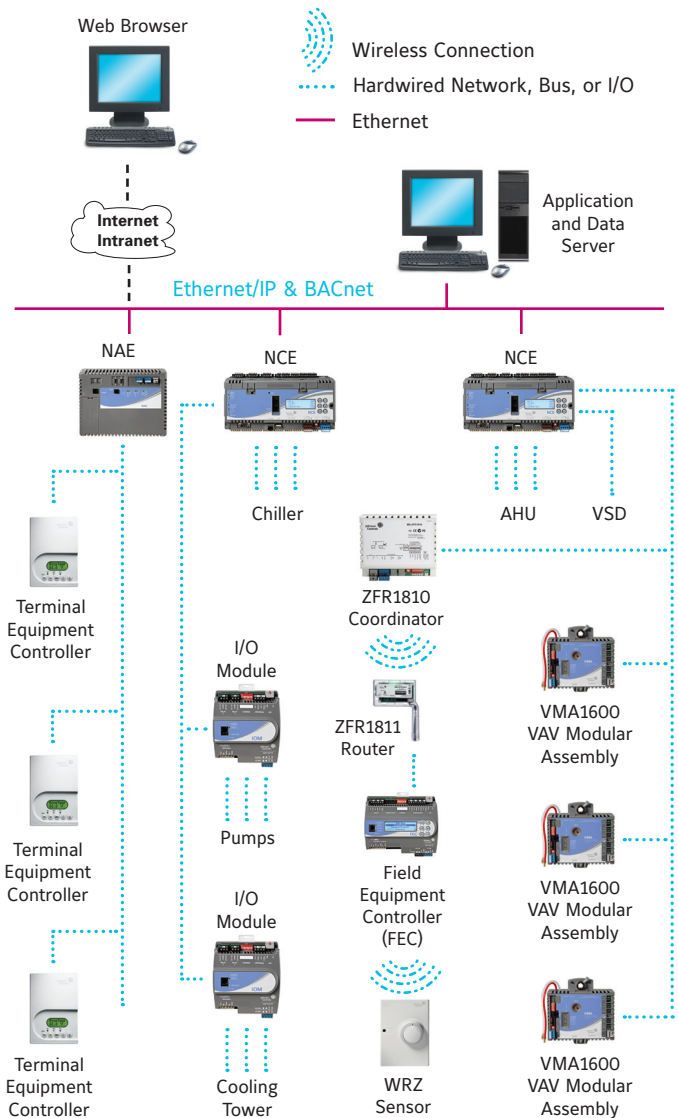 Web Browser
Wireless Connection
Hardwired Network, Bus, or I/O
Ethernet
Internet
Intranet
Application
and Data
Server
Ethernet/IP & BACnet
NAE
NCE
NCE
Chiller
AHU
VSD
ZFR1810
Coordinator
Terminal
Equipment
Controller
I/O
Module
IOM
Pumps
ZFR1811
Router
VMA1600
VAV Modular
Assembly
Terminal
Equipment
Controller
Field
Equipment
Controller
(FEC)
VMA1600
VAV Modular
Assembly
I/O
Module
IOM
Cooling
Tower
WRZ
Sensor
Terminal
Equipment
Controller
VMA1600
VAV Modular
Assembly